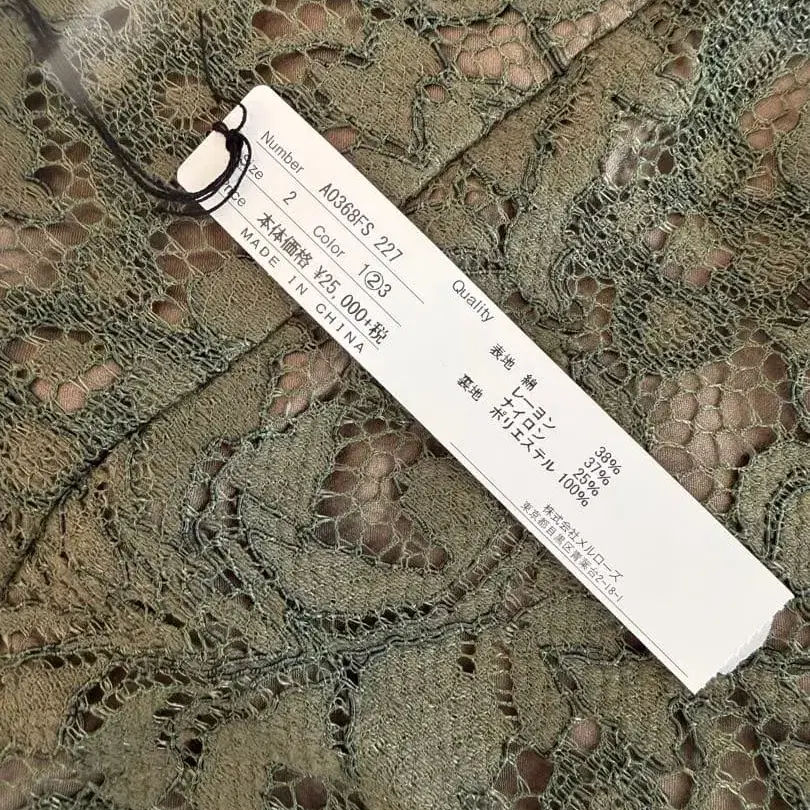 Number A0368FS 227
Size 2 Color 1②3
Price 本体価格 ¥25,000+税
MADE IN CHINA
Quality
表地 綿 38%
レーヨン 37%
ナイロン 25%
裏地 ポリエステル 100%
株式会社メルローズ
東京都目黒区青葉台2-18-1